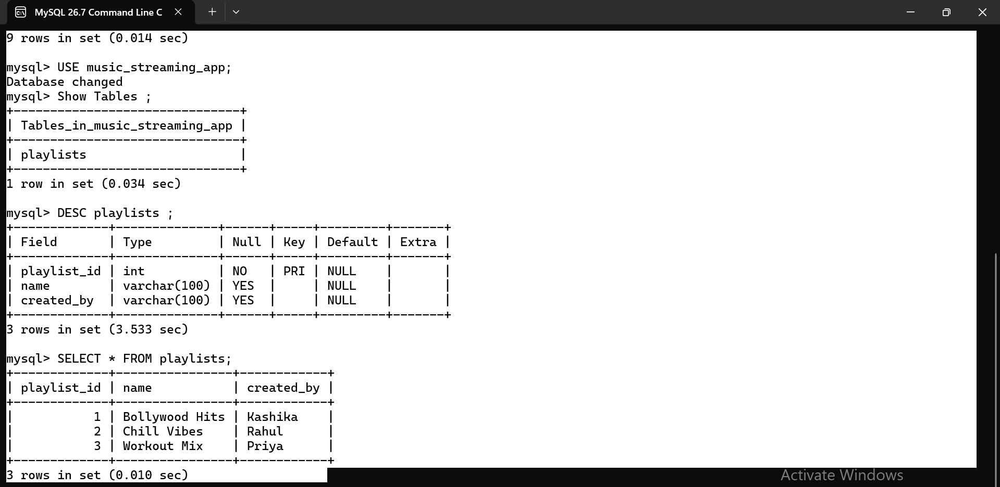 MySQL 26.7 Command Line C
9 rows in set (0.014 sec)
mysql> USE music_streaming_app;
Database changed
mysql> Show Tables ;
+-------------------------------+
| Tables_in_music_streaming_app |
+-------------------------------+
| playlists                     |
+-------------------------------+
1 row in set (0.034 sec)
mysql> DESC playlists ;
+-------------+--------------+------+-----+---------+-------+
| Field       | Type         | Null | Key | Default | Extra |
+-------------+--------------+------+-----+---------+-------+
| playlist_id | int          | NO   | PRI | NULL    |       |
| name        | varchar(100) | YES  |     | NULL    |       |
| created_by  | varchar(100) | YES  |     | NULL    |       |
+-------------+--------------+------+-----+---------+-------+
3 rows in set (3.533 sec)
mysql> SELECT * FROM playlists;
+-------------+----------------+------------+
| playlist_id | name           | created_by |
+-------------+----------------+------------+
|           1 | Bollywood Hits | Kashika    |
|           2 | Chill Vibes    | Rahul      |
|           3 | Workout Mix    | Priya      |
+-------------+----------------+------------+
3 rows in set (0.010 sec)
Activate Windows